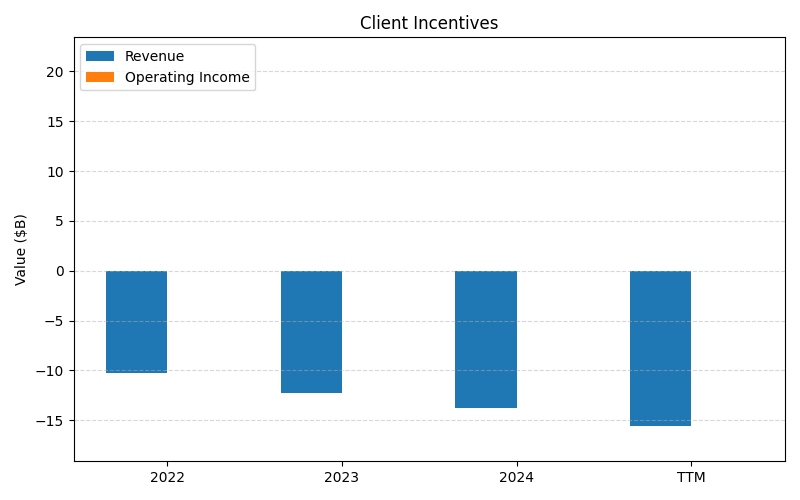 Client Incentives
Revenue
Operating Income
Value ($B)
20
15
10
5
0
−5
−10
−15
2022
2023
2024
TTM